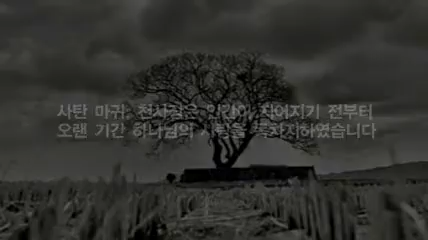 사탄 마귀, 천사장은 인간이 지어지기 전부터
오랜 기간 하나님의 사랑을 독차지하였습니다